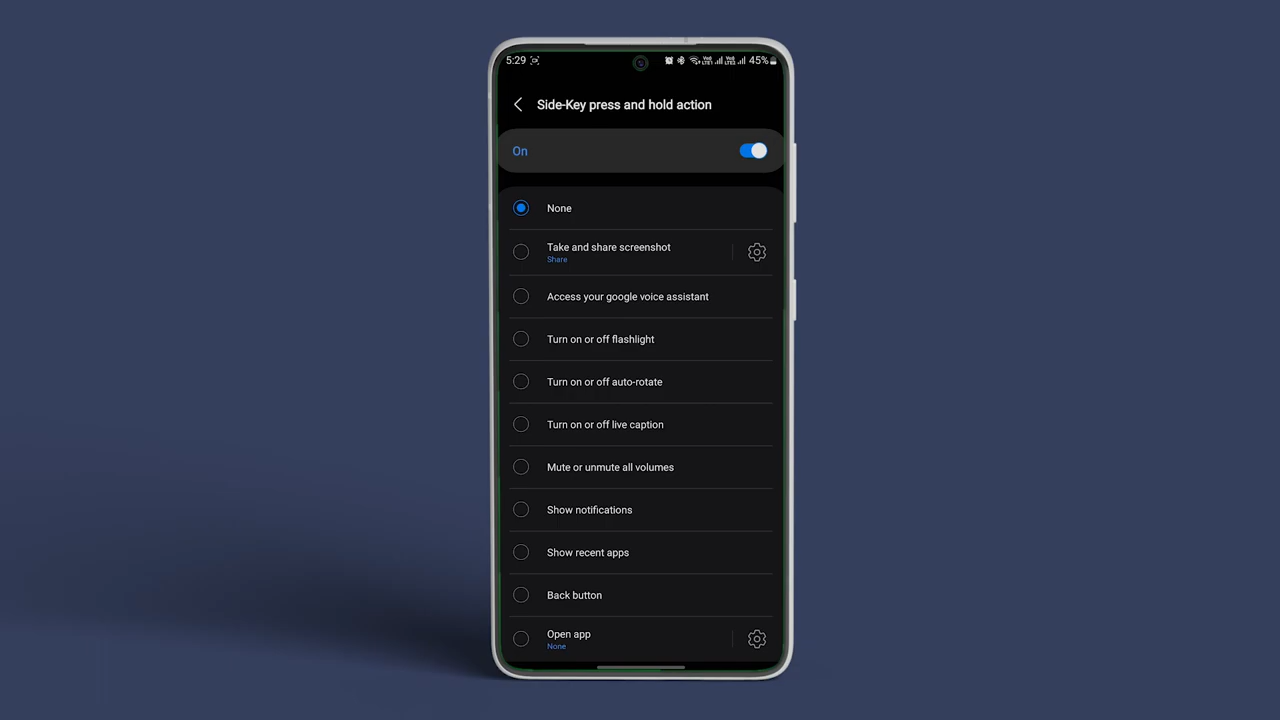 5:29
45%
Side-Key press and hold action
On
None
Take and share screenshot
Share
Access your google voice assistant
Turn on or off flashlight
Turn on or off auto-rotate
Turn on or off live caption
Mute or unmute all volumes
Show notifications
Show recent apps
Back button
Open app
None